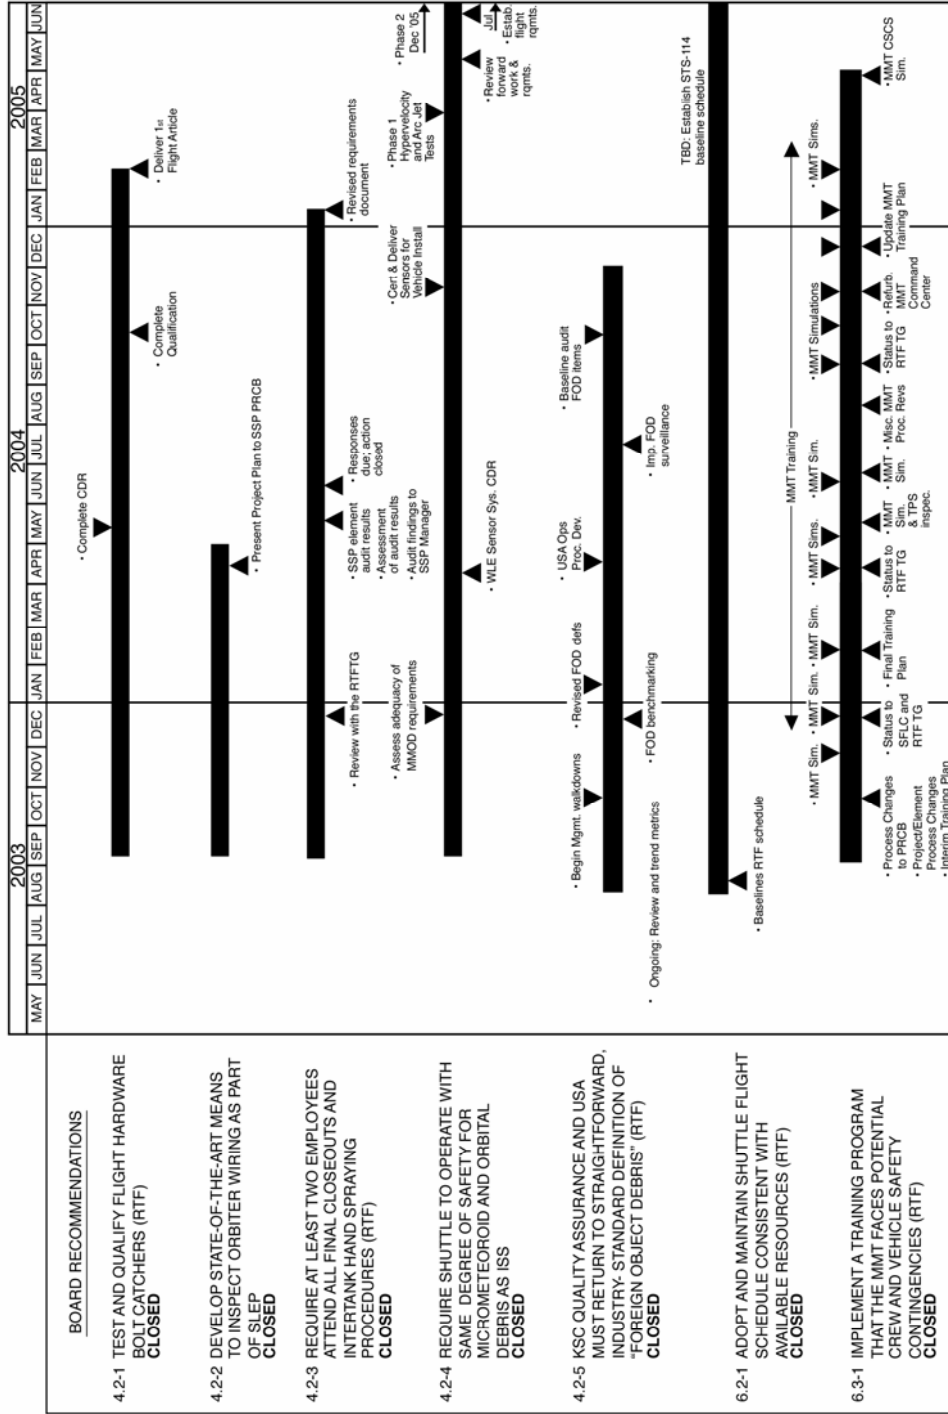 2003
2004
2005
MAY JUN JUL AUG SEP OCT NOV DEC JAN FEB MAR APR MAY JUN JUL AUG SEP OCT NOV DEC JAN FEB MAR APR MAY JUN
BOARD RECOMMENDATIONS
4.2-1 TEST AND QUALIFY FLIGHT HARDWARE
BOLT CATCHERS (RTF)
CLOSED
• Complete CDR
• Complete
Qualification
• Deliver 1st
Flight Article
4.2-2 DEVELOP STATE-OF-THE-ART MEANS
TO INSPECT ORBITER WIRING AS PART
OF SLEP
CLOSED
• Present Project Plan to SSP PRCB
4.2-3 REQUIRE AT LEAST TWO EMPLOYEES
ATTEND ALL FINAL CLOSEOUTS AND
INTERTANK HAND SPRAYING
PROCEDURES (RTF)
CLOSED
• Review with the RTFTG
• SSP element
audit results
• Assessment
of audit results
• Audit findings to
SSP Manager
• Responses
due; action
closed
• Revised requirements
document
4.2-4 REQUIRE SHUTTLE TO OPERATE WITH
SAME DEGREE OF SAFETY FOR
MICROMETEOROID AND ORBITAL
DEBRIS AS ISS
CLOSED
• Assess adequacy of
MMOD requirements
• WLE Sensor Sys. CDR
• Cert & Deliver
Sensors for
Vehicle Install
• Phase 1
Hypervelocity
and Arc Jet
Tests
• Phase 2
Dec '05
• Review
forward
work &
rqmts.
Jul
• Estab.
flight
rqmts.
4.2-5 KSC QUALITY ASSURANCE AND USA
MUST RETURN TO STRAIGHTFORWARD,
INDUSTRY- STANDARD DEFINITION OF
"FOREIGN OBJECT DEBRIS" (RTF)
CLOSED
• Begin Mgmt. walkdowns
• Revised FOD defs
• USA Ops
Proc. Dev.
• Baseline audit
FOD items
• Ongoing: Review and trend metrics
• FOD benchmarking
• Imp. FOD
surveillance
6.2-1 ADOPT AND MAINTAIN SHUTTLE FLIGHT
SCHEDULE CONSISTENT WITH
AVAILABLE RESOURCES (RTF)
CLOSED
• Baselines RTF schedule
TBD: Establish STS-114
baseline schedule
6.3-1 IMPLEMENT A TRAINING PROGRAM
THAT THE MMT FACES POTENTIAL
CREW AND VEHICLE SAFETY
CONTINGENCIES (RTF)
CLOSED
MMT Training
• MMT Sim.
• MMT Sim.
• MMT Sim.
• MMT Sim.
• MMT Sims.
• MMT Sim.
• MMT Simulations
• MMT Sims.
• Process Changes
to PRCB
• Project/Element
Process Changes
• Interim Training Plan
• Status to
SFLC and
RTF TG
• Final Training
Plan
• Status to
RTF TG
• MMT
Sim.
& TPS
inspec.
• MMT
Sim.
• Misc. MMT
Proc. Revs
• Status to
RTF TG
• Refurb.
MMT
Command
Center
• Update MMT
Training Plan
• MMT CSCS
Sim.